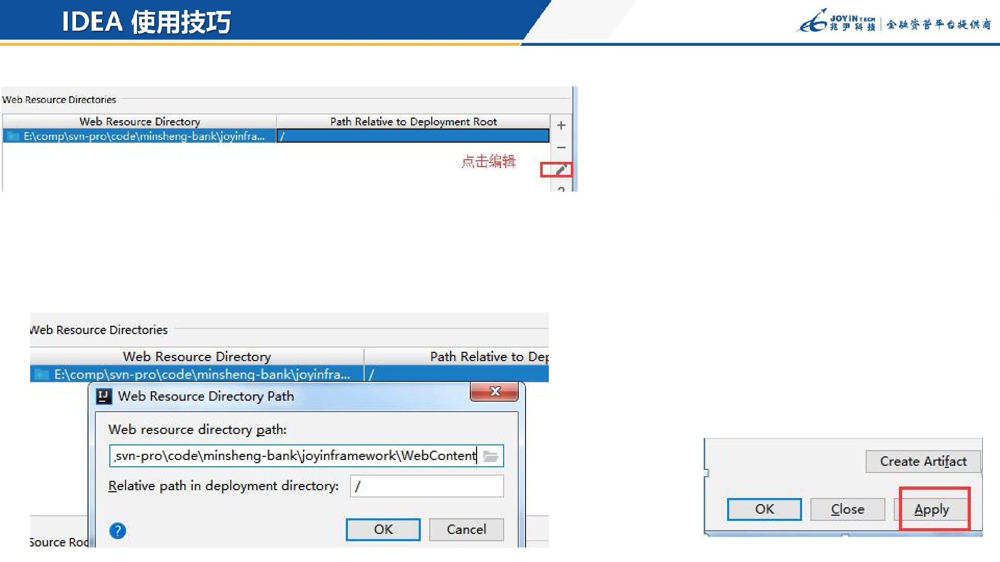 IDEA 使用技巧
JOYIN TECH
兆尹科技
金融资管平台提供商
Web Resource Directories
Web Resource Directory
Path Relative to Deployment Root
E:\comp\svn-pro\code\minsheng-bank\joyinfra...
/
点击编辑
Web Resource Directories
Web Resource Directory
Path Relative to Dep
E:\comp\svn-pro\code\minsheng-bank\joyinfra...
/
IJ
Web Resource Directory Path
Web resource directory path:
svn-pro\code\minsheng-bank\joyinframework\WebContent
Relative path in deployment directory:
/
?
OK
Cancel
Source Roo
Create Artifact
OK
Close
Apply